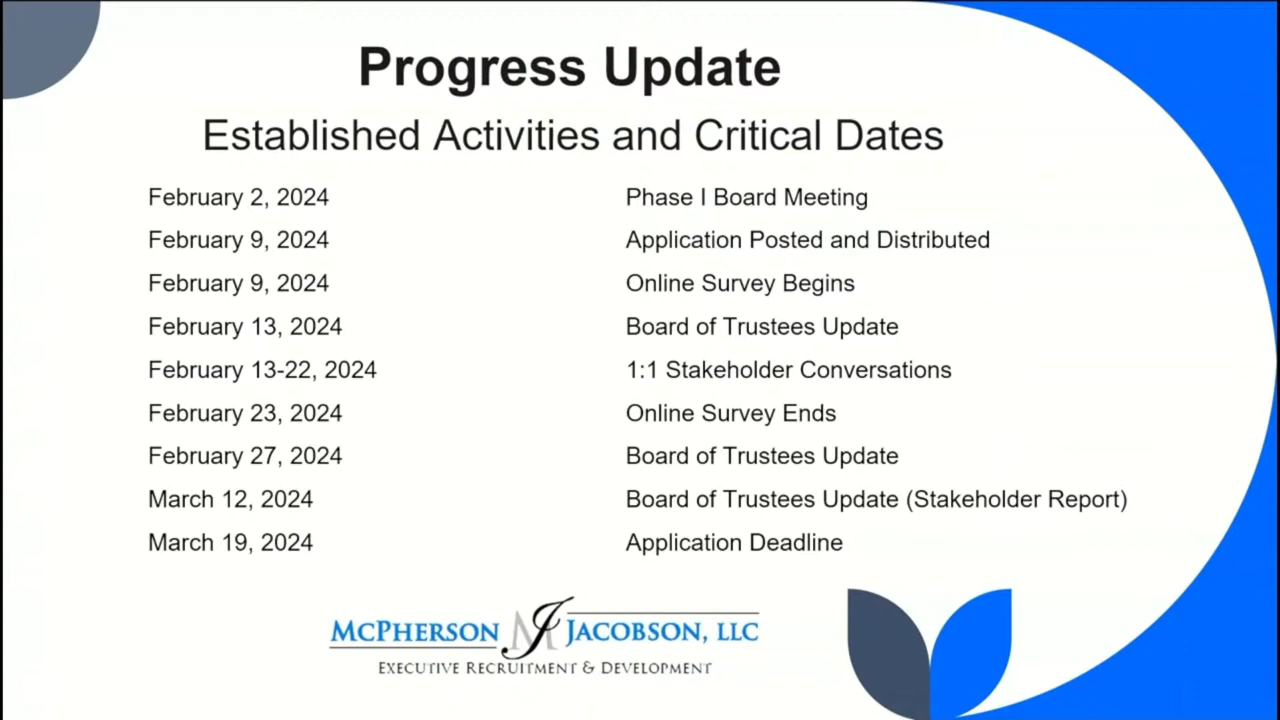 Progress Update
Established Activities and Critical Dates
February 2, 2024 Phase I Board Meeting
February 9, 2024 Application Posted and Distributed
February 9, 2024 Online Survey Begins
February 13, 2024 Board of Trustees Update
February 13-22, 2024 1:1 Stakeholder Conversations
February 23, 2024 Online Survey Ends
February 27, 2024 Board of Trustees Update
March 12, 2024 Board of Trustees Update (Stakeholder Report)
March 19, 2024 Application Deadline
MCPHERSON MJ JACOBSON, LLC
EXECUTIVE RECRUITMENT & DEVELOPMENT